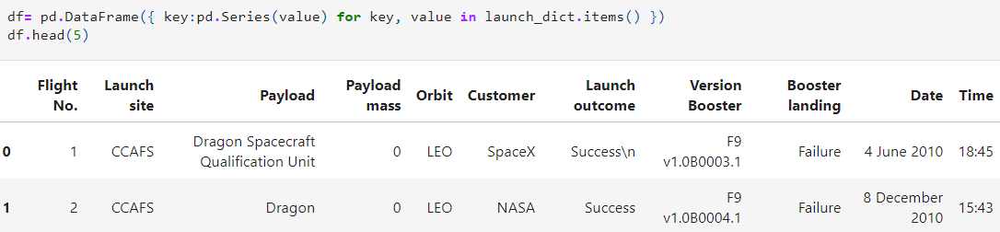 df= pd.DataFrame({ key:pd.Series(value) for key, value in launch_dict.items() })
df.head(5)
Flight No. Launch site Payload Payload mass Orbit Customer Launch outcome Version Booster Booster landing Date Time
0 1 CCAFS Dragon Spacecraft Qualification Unit 0 LEO SpaceX Success\n F9 v1.0B0003.1 Failure 4 June 2010 18:45
1 2 CCAFS Dragon 0 LEO NASA Success F9 v1.0B0004.1 Failure 8 December 2010 15:43